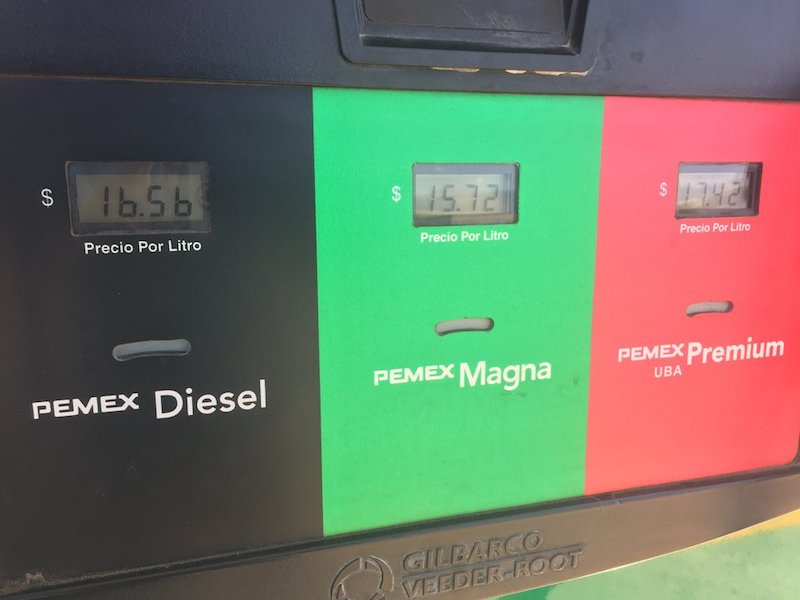 $ 16.56
Precio Por Litro
PEMEX Diesel
$ 15.72
Precio Por Litro
PEMEX Magna
$ 17.42
Precio Por Litro
PEMEX Premium
UBA
GILBARCO
VEEDER-ROOT